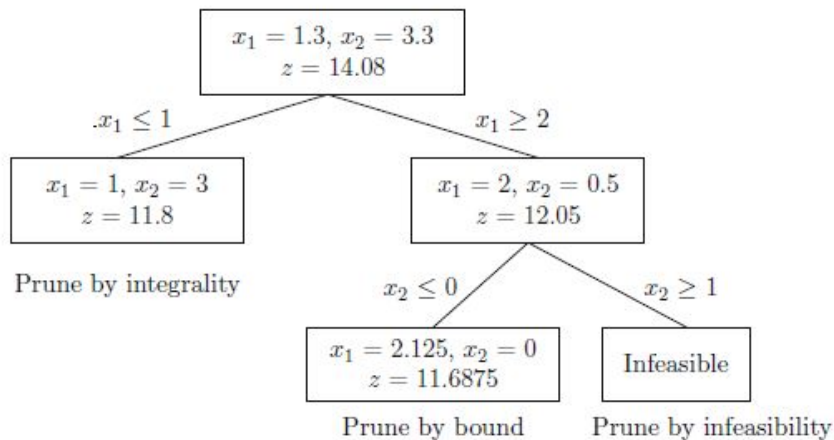 x₁ = 1.3, x₂ = 3.3
z = 14.08
.x₁ ≤ 1
x₁ ≥ 2
x₁ = 1, x₂ = 3
z = 11.8
x₁ = 2, x₂ = 0.5
z = 12.05
Prune by integrality
x₂ ≤ 0
x₂ ≥ 1
x₁ = 2.125, x₂ = 0
z = 11.6875
Infeasible
Prune by bound
Prune by infeasibility